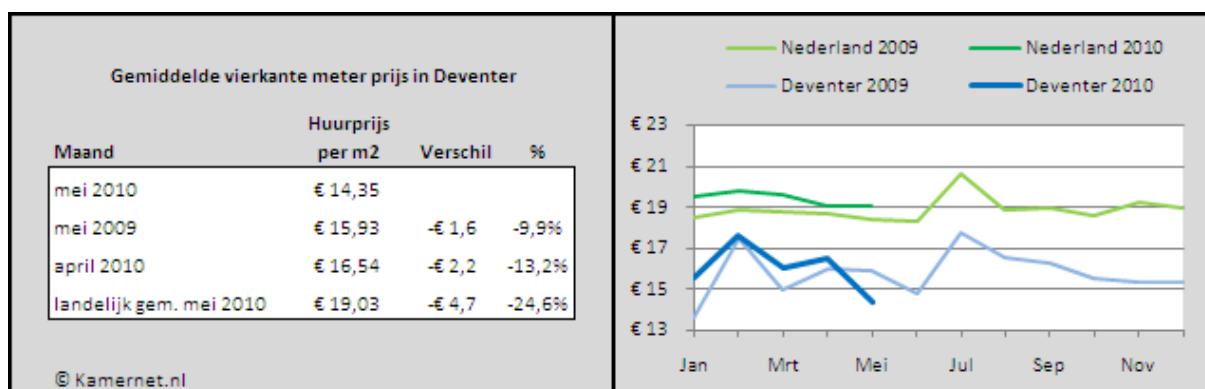 Gemiddelde vierkante meter prijs in Deventer
Huurprijs
Maand per m2 Verschil %
mei 2010 € 14,35
mei 2009 € 15,93 -€ 1,6 -9,9%
april 2010 € 16,54 -€ 2,2 -13,2%
landelijk gem. mei 2010 € 19,03 -€ 4,7 -24,6%
© Kamernet.nl
Nederland 2009 Nederland 2010
Deventer 2009 Deventer 2010
€ 23
€ 21
€ 19
€ 17
€ 15
€ 13
Jan Mrt Mei Jul Sep Nov